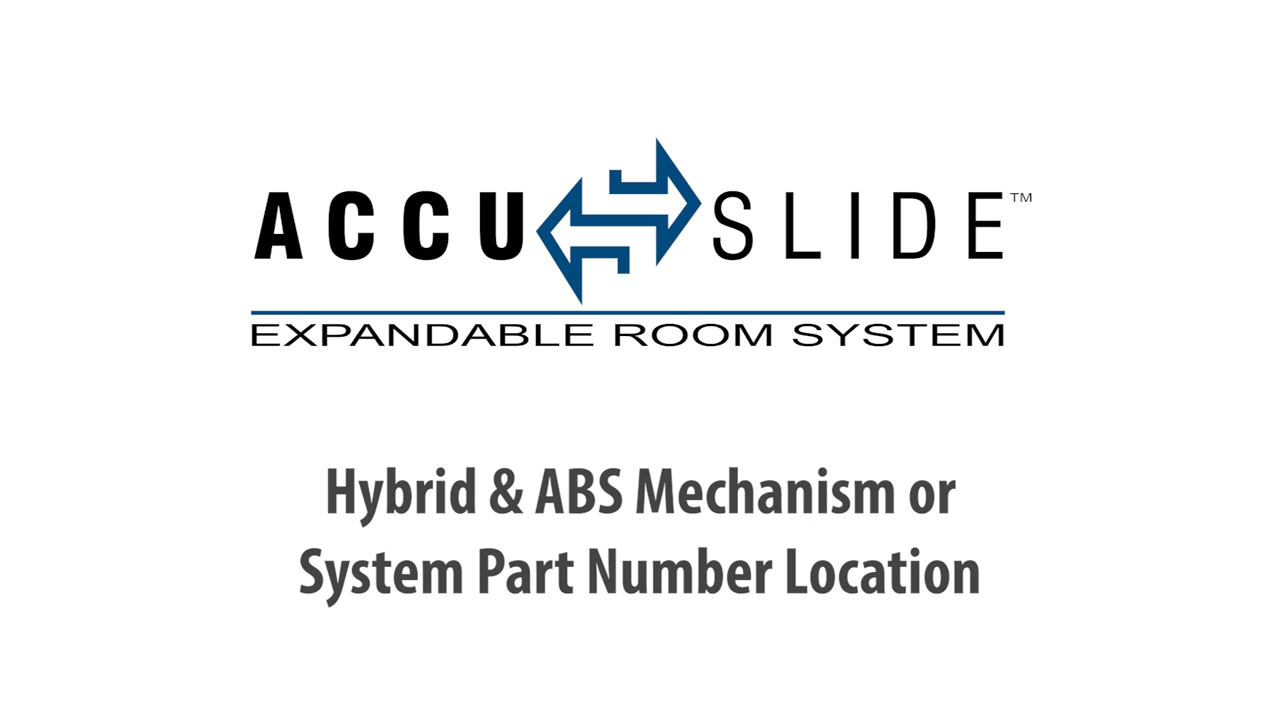 ACCU SLIDE™
EXPANDABLE ROOM SYSTEM
Hybrid & ABS Mechanism or
System Part Number Location